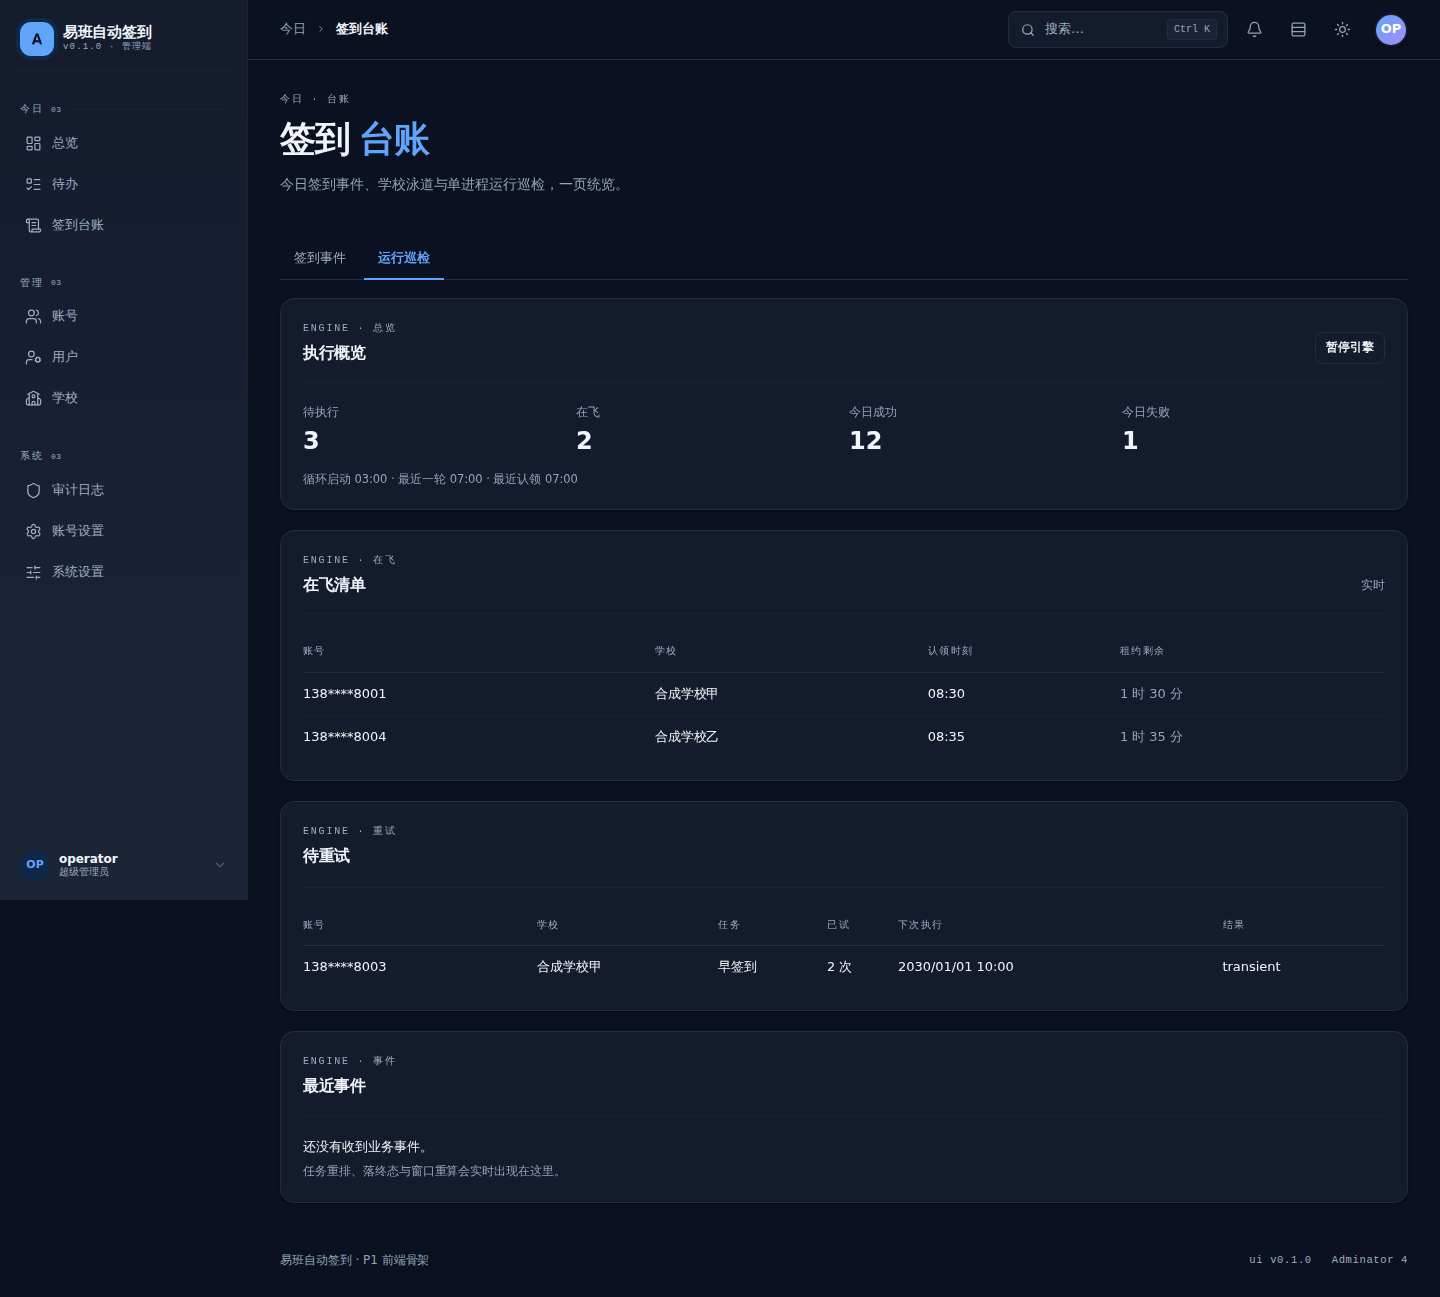 A
易班自动签到
v0.1.0 · 管理端
今日 03
总览
待办
签到台账
管理 03
账号
用户
学校
系统 03
审计日志
账号设置
系统设置
OP
operator
超级管理员
今日 › 签到台账
搜索… Ctrl K
OP
今日 · 台账
签到 台账
今日签到事件、学校泳道与单进程运行巡检，一页统览。
签到事件 运行巡检
ENGINE · 总览
执行概览
暂停引擎
待执行 在飞 今日成功 今日失败
3 2 12 1
循环启动 03:00 · 最近一轮 07:00 · 最近认领 07:00
ENGINE · 在飞
在飞清单
实时
账号 学校 认领时刻 租约剩余
138****8001 合成学校甲 08:30 1 时 30 分
138****8004 合成学校乙 08:35 1 时 35 分
ENGINE · 重试
待重试
账号 学校 任务 已试 下次执行 结果
138****8003 合成学校甲 早签到 2 次 2030/01/01 10:00 transient
ENGINE · 事件
最近事件
还没有收到业务事件。
任务重排、落终态与窗口重算会实时出现在这里。
易班自动签到 · P1 前端骨架
ui v0.1.0 Adminator 4